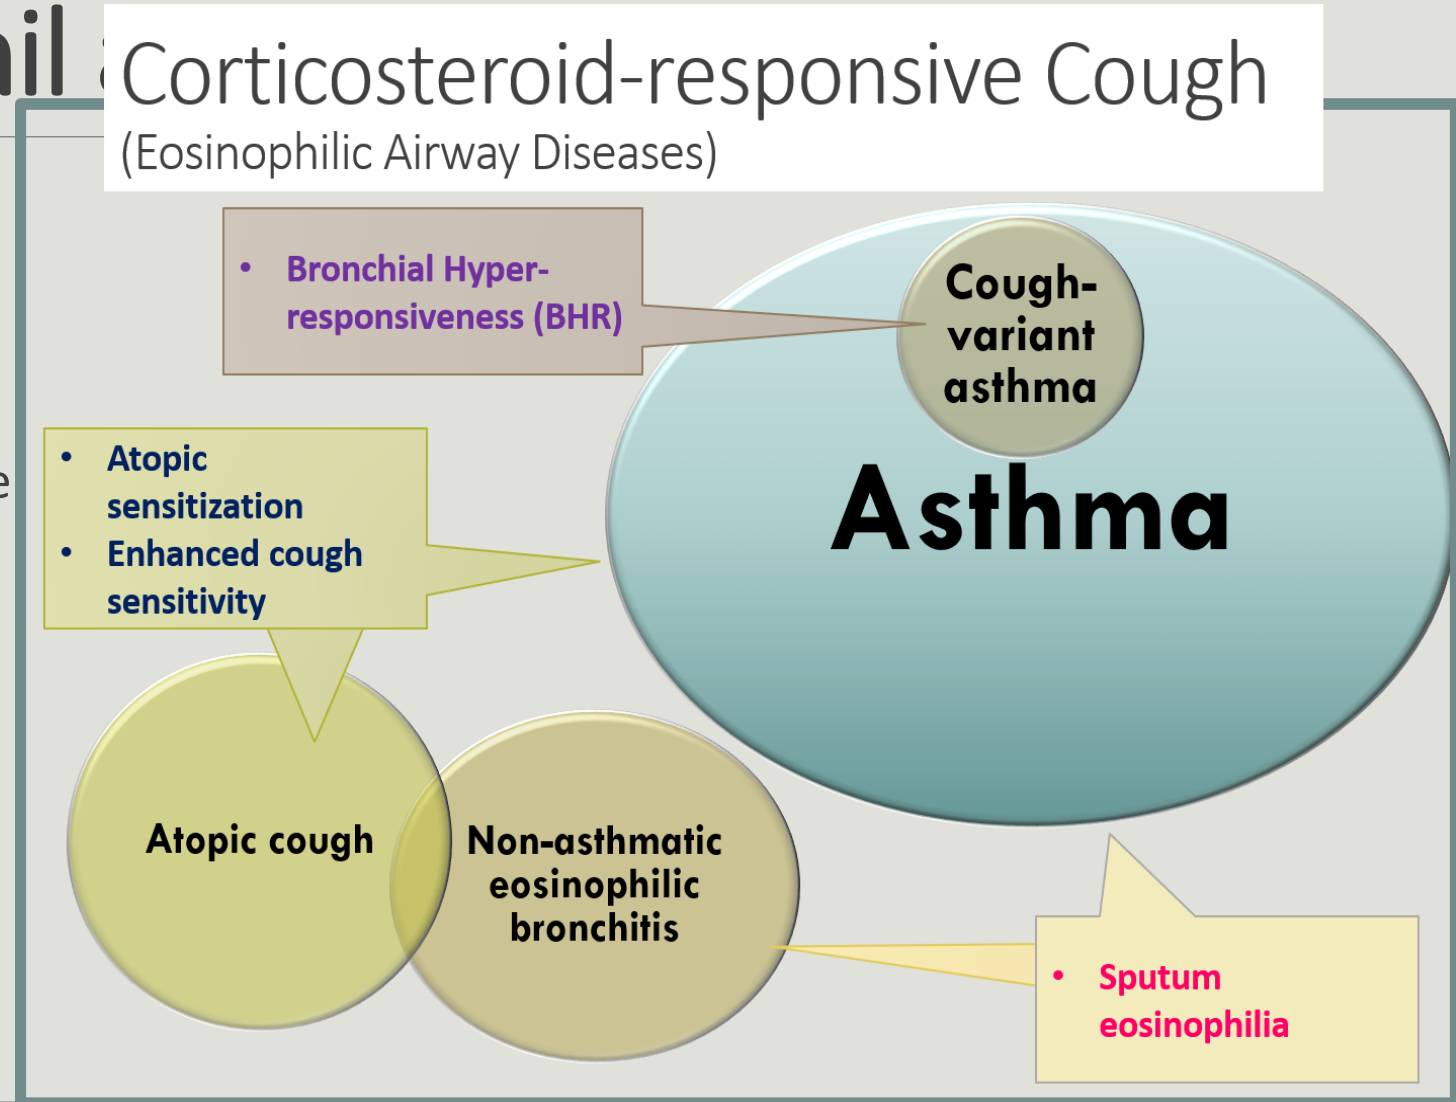 Corticosteroid-responsive Cough
(Eosinophilic Airway Diseases)
• Bronchial Hyper-
responsiveness (BHR)
Cough-
variant
asthma
• Atopic
sensitization
• Enhanced cough
sensitivity
Asthma
Atopic cough
Non-asthmatic
eosinophilic
bronchitis
• Sputum
eosinophilia